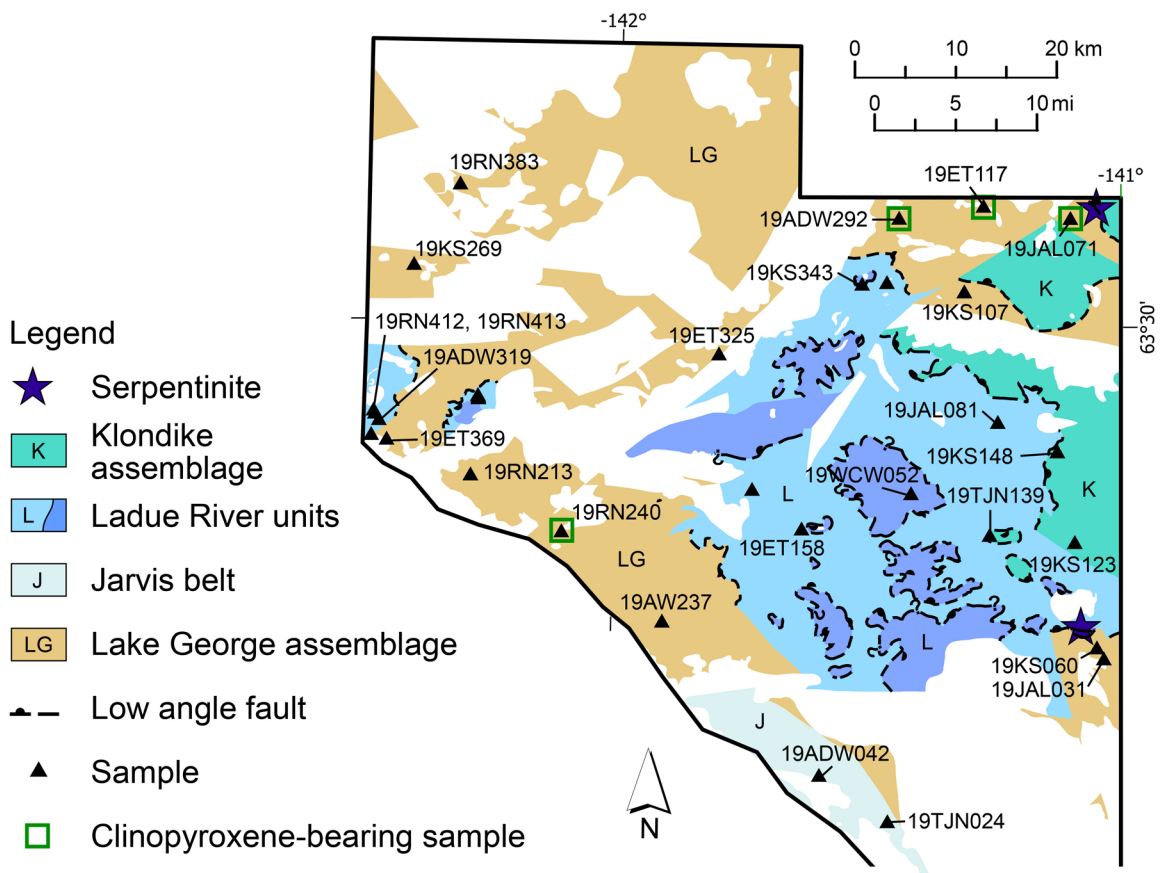 -142°
0 10 20 km
0 5 10 mi
LG
19RN383
19ET117
-141°
19ADW292
19JAL071
19KS269
19KS343
K
19KS107
63°30'
Legend
19RN412, 19RN413
19ET325
19ADW319
Serpentinite
19JAL081
K
Klondike
assemblage
19ET369
19KS148
19RN213
19WCW052
19TJN139
L
K
L
Ladue River units
19RN240
19ET158
LG
19KS123
J
Jarvis belt
19AW237
L
LG
Lake George assemblage
19KS060
19JAL031
Low angle fault
J
19ADW042
Sample
19TJN024
N
Clinopyroxene-bearing sample
?
?
?
?
?
?
?
?